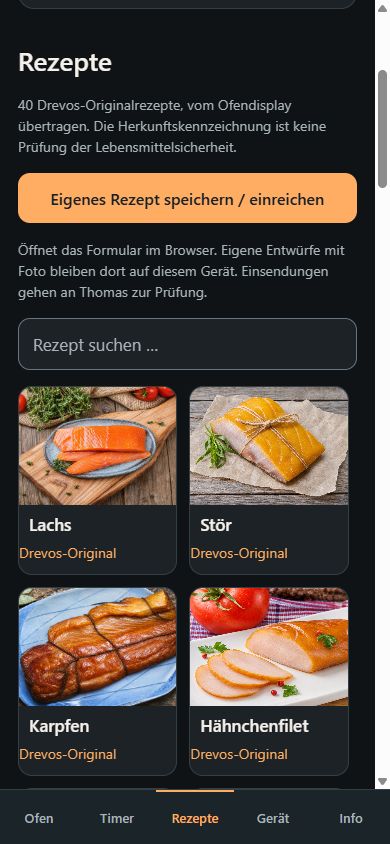 Rezepte
40 Drevos-Originalrezepte, vom Ofendisplay
übertragen. Die Herkunftskennzeichnung ist keine
Prüfung der Lebensmittelsicherheit.
Eigenes Rezept speichern / einreichen
Öffnet das Formular im Browser. Eigene Entwürfe mit
Foto bleiben dort auf diesem Gerät. Einsendungen
gehen an Thomas zur Prüfung.
Rezept suchen ...
Lachs
Drevos-Original
Stör
Drevos-Original
Karpfen
Drevos-Original
Hähnchenfilet
Drevos-Original
Ofen
Timer
Rezepte
Gerät
Info